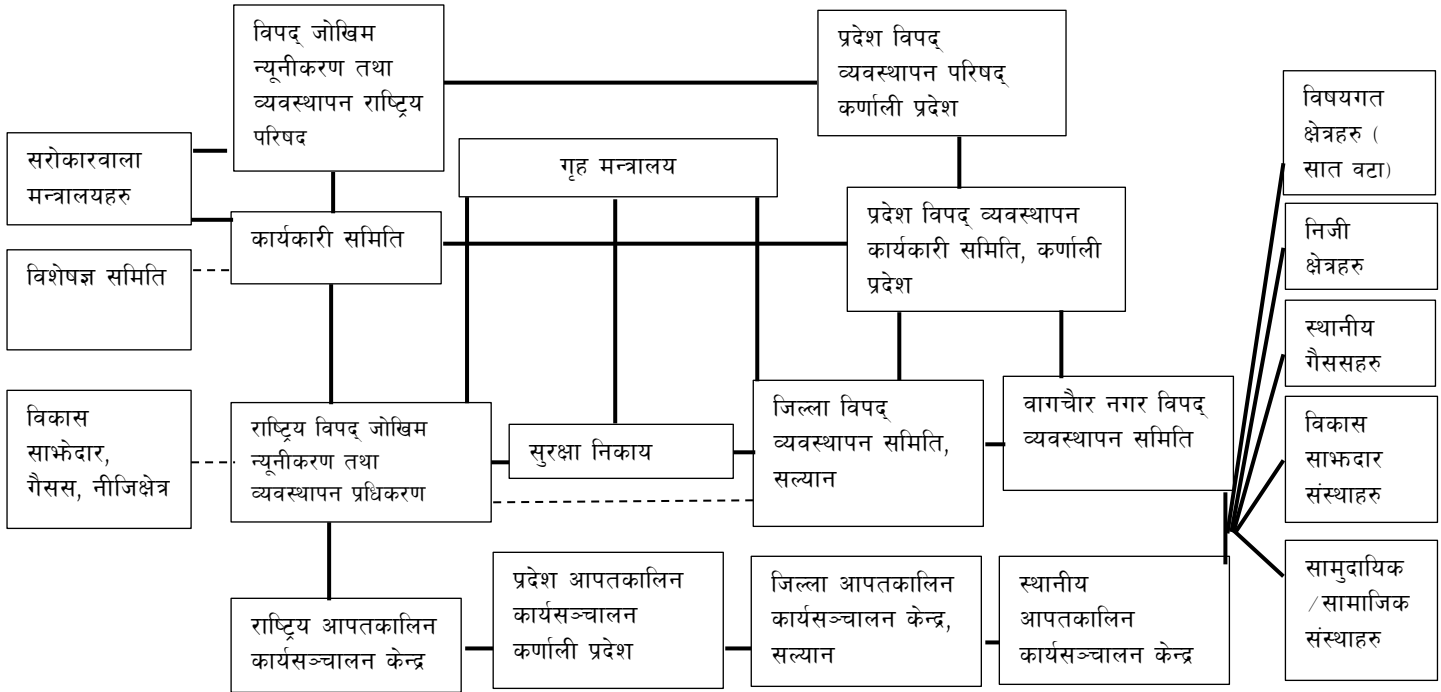 विपद् जोखिम
न्यूनीकरण तथा
व्यवस्थापन राष्ट्रिय
परिषद
प्रदेश विपद्
व्यवस्थापन परिषद्
कर्णाली प्रदेश
सरोकारवाला
मन्त्रालयहरु
गृह मन्त्रालय
कार्यकारी समिति
प्रदेश विपद् व्यवस्थापन
कार्यकारी समिति, कर्णाली
प्रदेश
विशेषज्ञ समिति
विकास
साझेदार,
गैसस, नीजिक्षेत्र
राष्ट्रिय विपद् जोखिम
न्यूनीकरण तथा
व्यवस्थापन प्रधिकरण
सुरक्षा निकाय
जिल्ला विपद्
व्यवस्थापन समिति,
सल्यान
वागचौर नगर विपद्
व्यवस्थापन समिति
राष्ट्रिय आपतकालिन
कार्यसञ्चालन केन्द्र
प्रदेश आपतकालिन
कार्यसञ्चालन
कर्णाली प्रदेश
जिल्ला आपतकालिन
कार्यसञ्चालन केन्द्र,
सल्यान
स्थानीय
आपतकालिन
कार्यसञ्चालन केन्द्र
विषयगत
क्षेत्रहरु (
सात वटा)
निजी
क्षेत्रहरु
स्थानीय
गैससहरु
विकास
साझदार
संस्थाहरु
सामुदायिक
/सामाजिक
संस्थाहरु